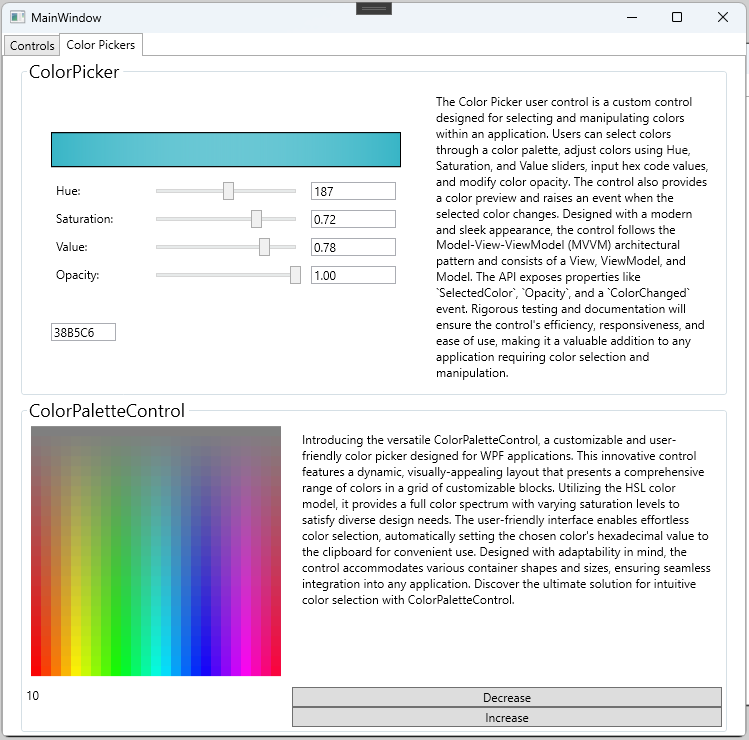 MainWindow
Controls
Color Pickers
ColorPicker
The Color Picker user control is a custom control
designed for selecting and manipulating colors
within an application. Users can select colors
through a color palette, adjust colors using Hue,
Saturation, and Value sliders, input hex code values,
and modify color opacity. The control also provides
a color preview and raises an event when the
selected color changes. Designed with a modern
and sleek appearance, the control follows the
Model-View-ViewModel (MVVM) architectural
pattern and consists of a View, ViewModel, and
Model. The API exposes properties like
`SelectedColor`, `Opacity`, and a `ColorChanged`
event. Rigorous testing and documentation will
ensure the control's efficiency, responsiveness, and
ease of use, making it a valuable addition to any
application requiring color selection and
manipulation.
Hue: 187
Saturation: 0.72
Value: 0.78
Opacity: 1.00
38B5C6
ColorPaletteControl
Introducing the versatile ColorPaletteControl, a customizable and user-
friendly color picker designed for WPF applications. This innovative control
features a dynamic, visually-appealing layout that presents a comprehensive
range of colors in a grid of customizable blocks. Utilizing the HSL color
model, it provides a full color spectrum with varying saturation levels to
satisfy diverse design needs. The user-friendly interface enables effortless
color selection, automatically setting the chosen color's hexadecimal value to
the clipboard for convenient use. Designed with adaptability in mind, the
control accommodates various container shapes and sizes, ensuring seamless
integration into any application. Discover the ultimate solution for intuitive
color selection with ColorPaletteControl.
10
Decrease
Increase